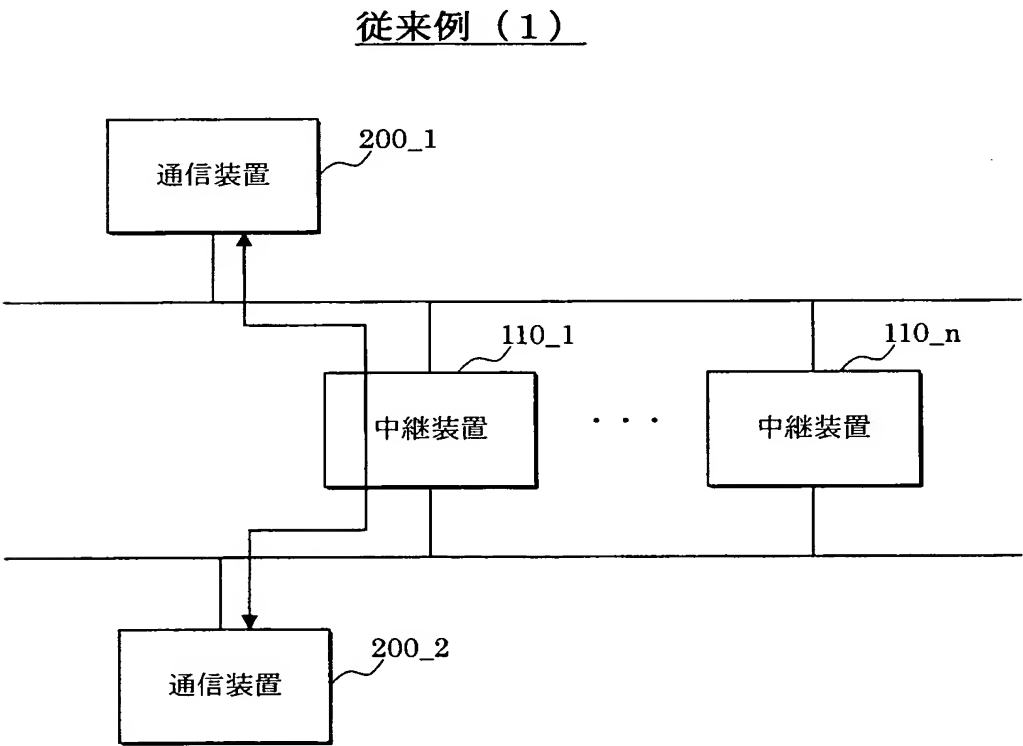 従来例（１）
200_1
通信装置
110_1
110_n
中継装置
・・・
中継装置
200_2
通信装置